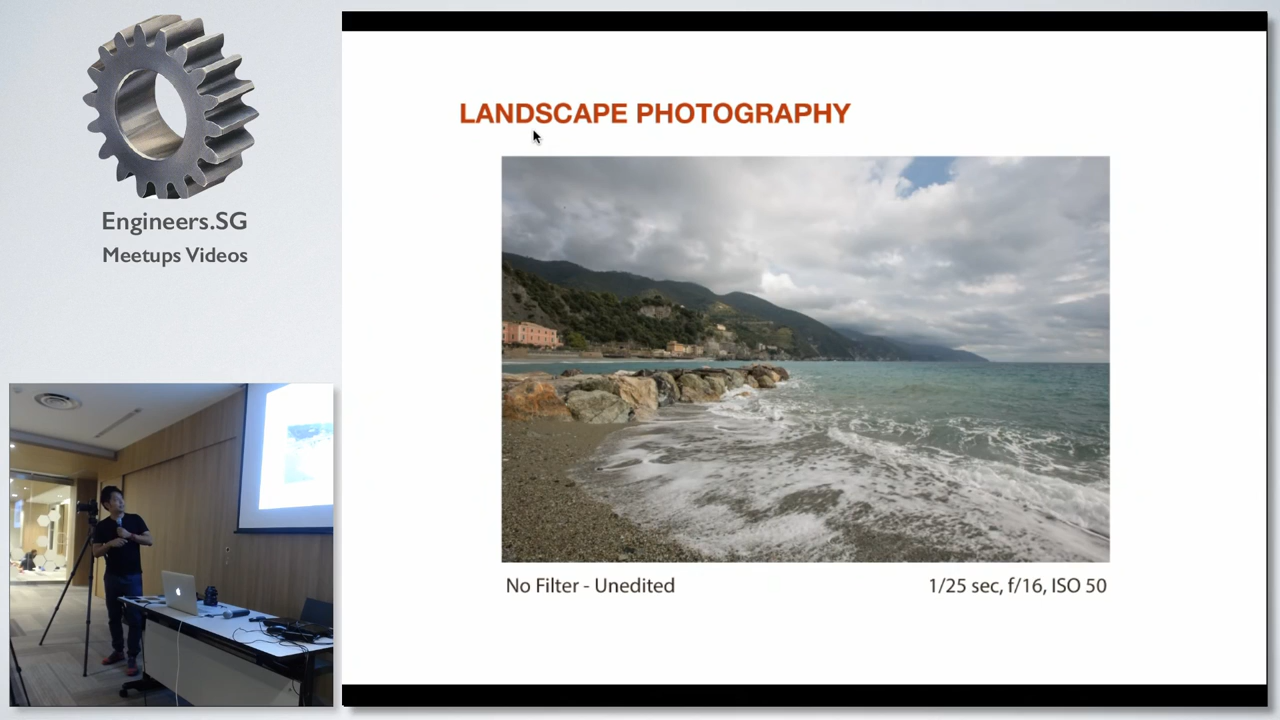 Engineers.SG
Meetups Videos
LANDSCAPE PHOTOGRAPHY
No Filter - Unedited
1/25 sec, f/16, ISO 50